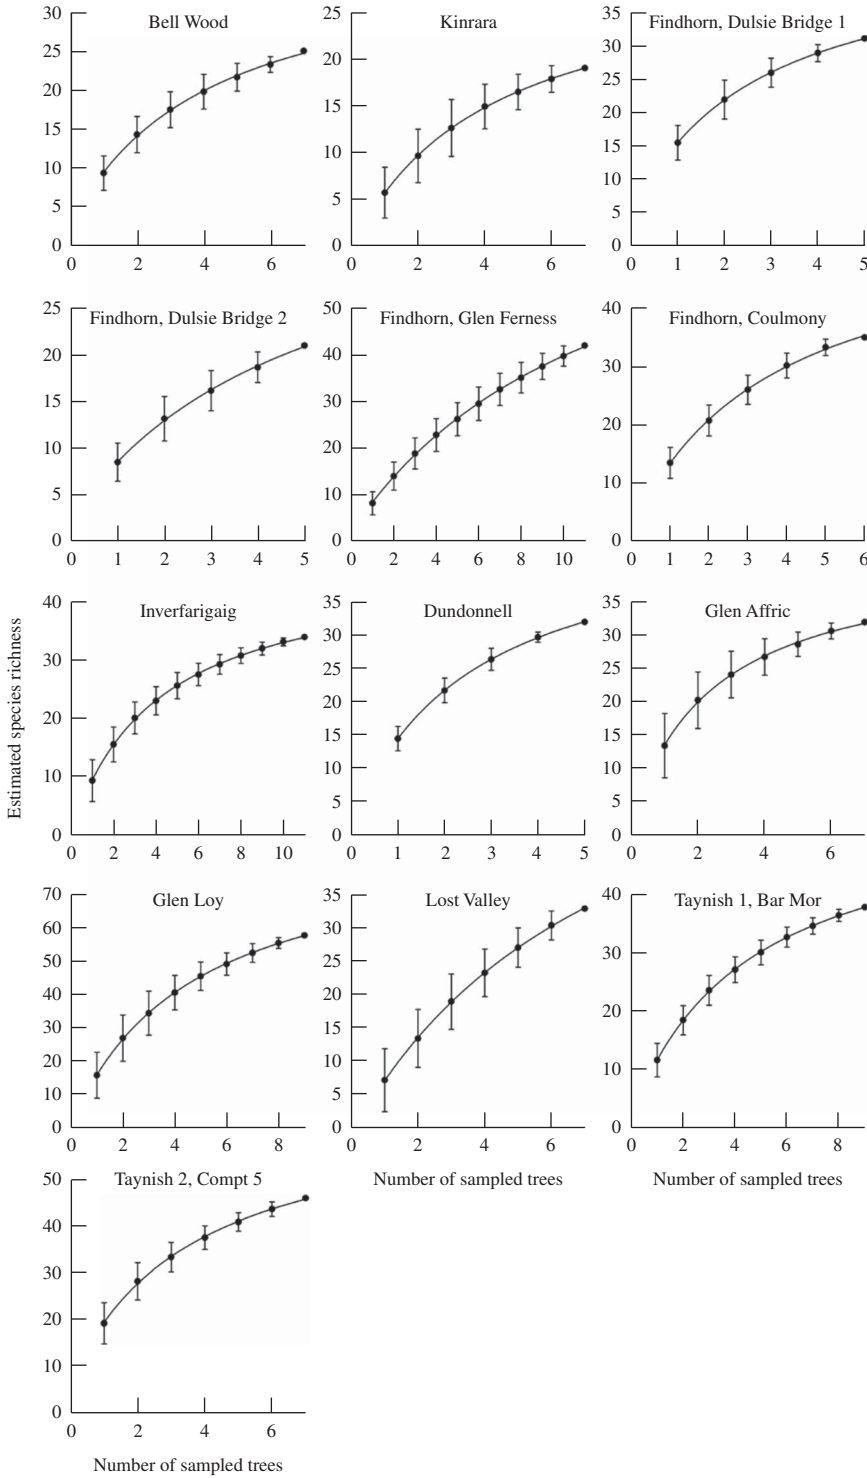 Bell Wood
30
25
20
15
10
5
0
0 2 4 6
Kinrara
25
20
15
10
5
0
0 2 4 6
Findhorn, Dulsie Bridge 1
35
30
25
20
15
10
5
0
0 1 2 3 4 5
Findhorn, Dulsie Bridge 2
25
20
15
10
5
0
0 1 2 3 4 5
Findhorn, Glen Ferness
50
40
30
20
10
0
0 2 4 6 8 10
Findhorn, Coulmony
40
30
20
10
0
0 1 2 3 4 5 6
Estimated species richness
Inverfarigaig
40
30
20
10
0
0 2 4 6 8 10
Dundonnell
35
30
25
20
15
10
5
0
0 1 2 3 4 5
Glen Affric
35
30
25
20
15
10
5
0
0 2 4 6
Glen Loy
70
60
50
40
30
20
10
0
0 2 4 6 8
Lost Valley
35
30
25
20
15
10
5
0
0 2 4 6
Number of sampled trees
Taynish 1, Bar Mor
40
30
20
10
0
0 2 4 6 8
Number of sampled trees
Taynish 2, Compt 5
50
40
30
20
10
0
0 2 4 6
Number of sampled trees